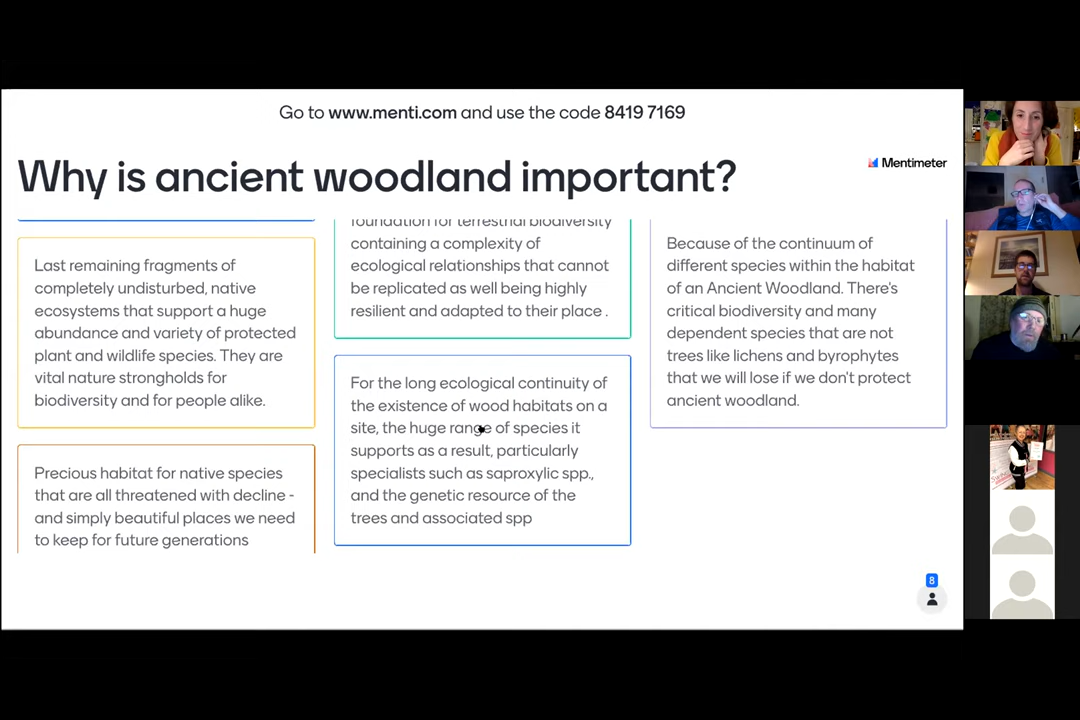 Go to www.menti.com and use the code 8419 7169
Mentimeter
Why is ancient woodland important?
Last remaining fragments of
completely undisturbed, native
ecosystems that support a huge
abundance and variety of protected
plant and wildlife species. They are
vital nature strongholds for
biodiversity and for people alike.
Precious habitat for native species
that are all threatened with decline -
and simply beautiful places we need
to keep for future generations
foundation for terrestrial biodiversity
containing a complexity of
ecological relationships that cannot
be replicated as well being highly
resilient and adapted to their place .
For the long ecological continuity of
the existence of wood habitats on a
site, the huge range of species it
supports as a result, particularly
specialists such as saproxylic spp.,
and the genetic resource of the
trees and associated spp
Because of the continuum of
different species within the habitat
of an Ancient Woodland. There's
critical biodiversity and many
dependent species that are not
trees like lichens and byrophytes
that we will lose if we don't protect
ancient woodland.
8